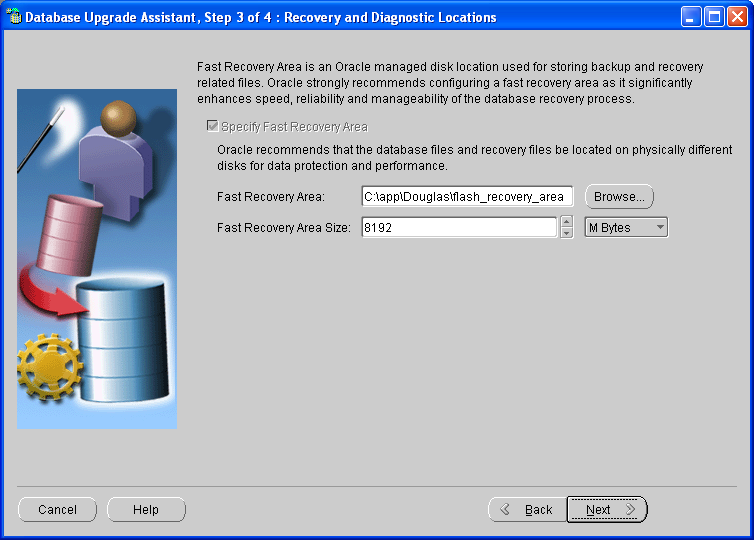 Database Upgrade Assistant, Step 3 of 4 : Recovery and Diagnostic Locations
Fast Recovery Area is an Oracle managed disk location used for storing backup and recovery
related files. Oracle strongly recommends configuring a fast recovery area as it significantly
enhances speed, reliability and manageability of the database recovery process.
Specify Fast Recovery Area
Oracle recommends that the database files and recovery files be located on physically different
disks for data protection and performance.
Fast Recovery Area: C:\app\Douglas\flash_recovery_area Browse...
Fast Recovery Area Size: 8192 M Bytes
Cancel Help Back Next